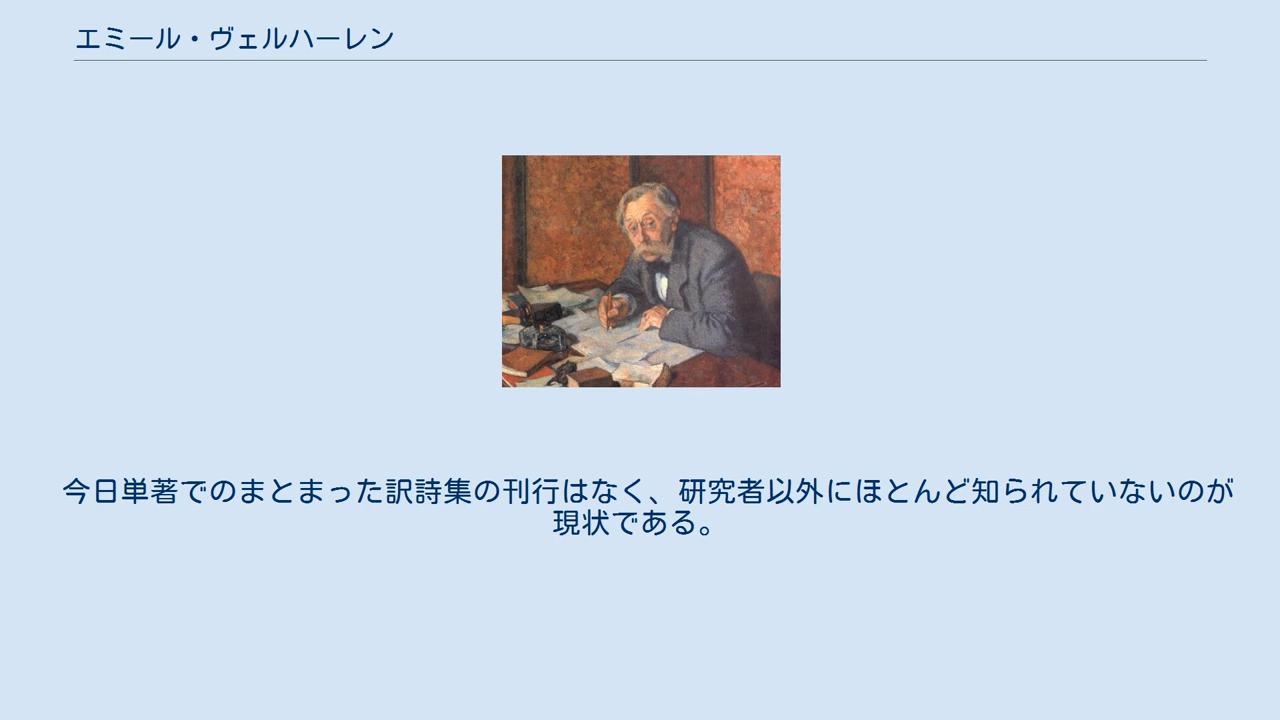 エミール・ヴェルハーレン
今日単著でのまとまった訳詩集の刊行はなく、研究者以外にほとんど知られていないのが
現状である。